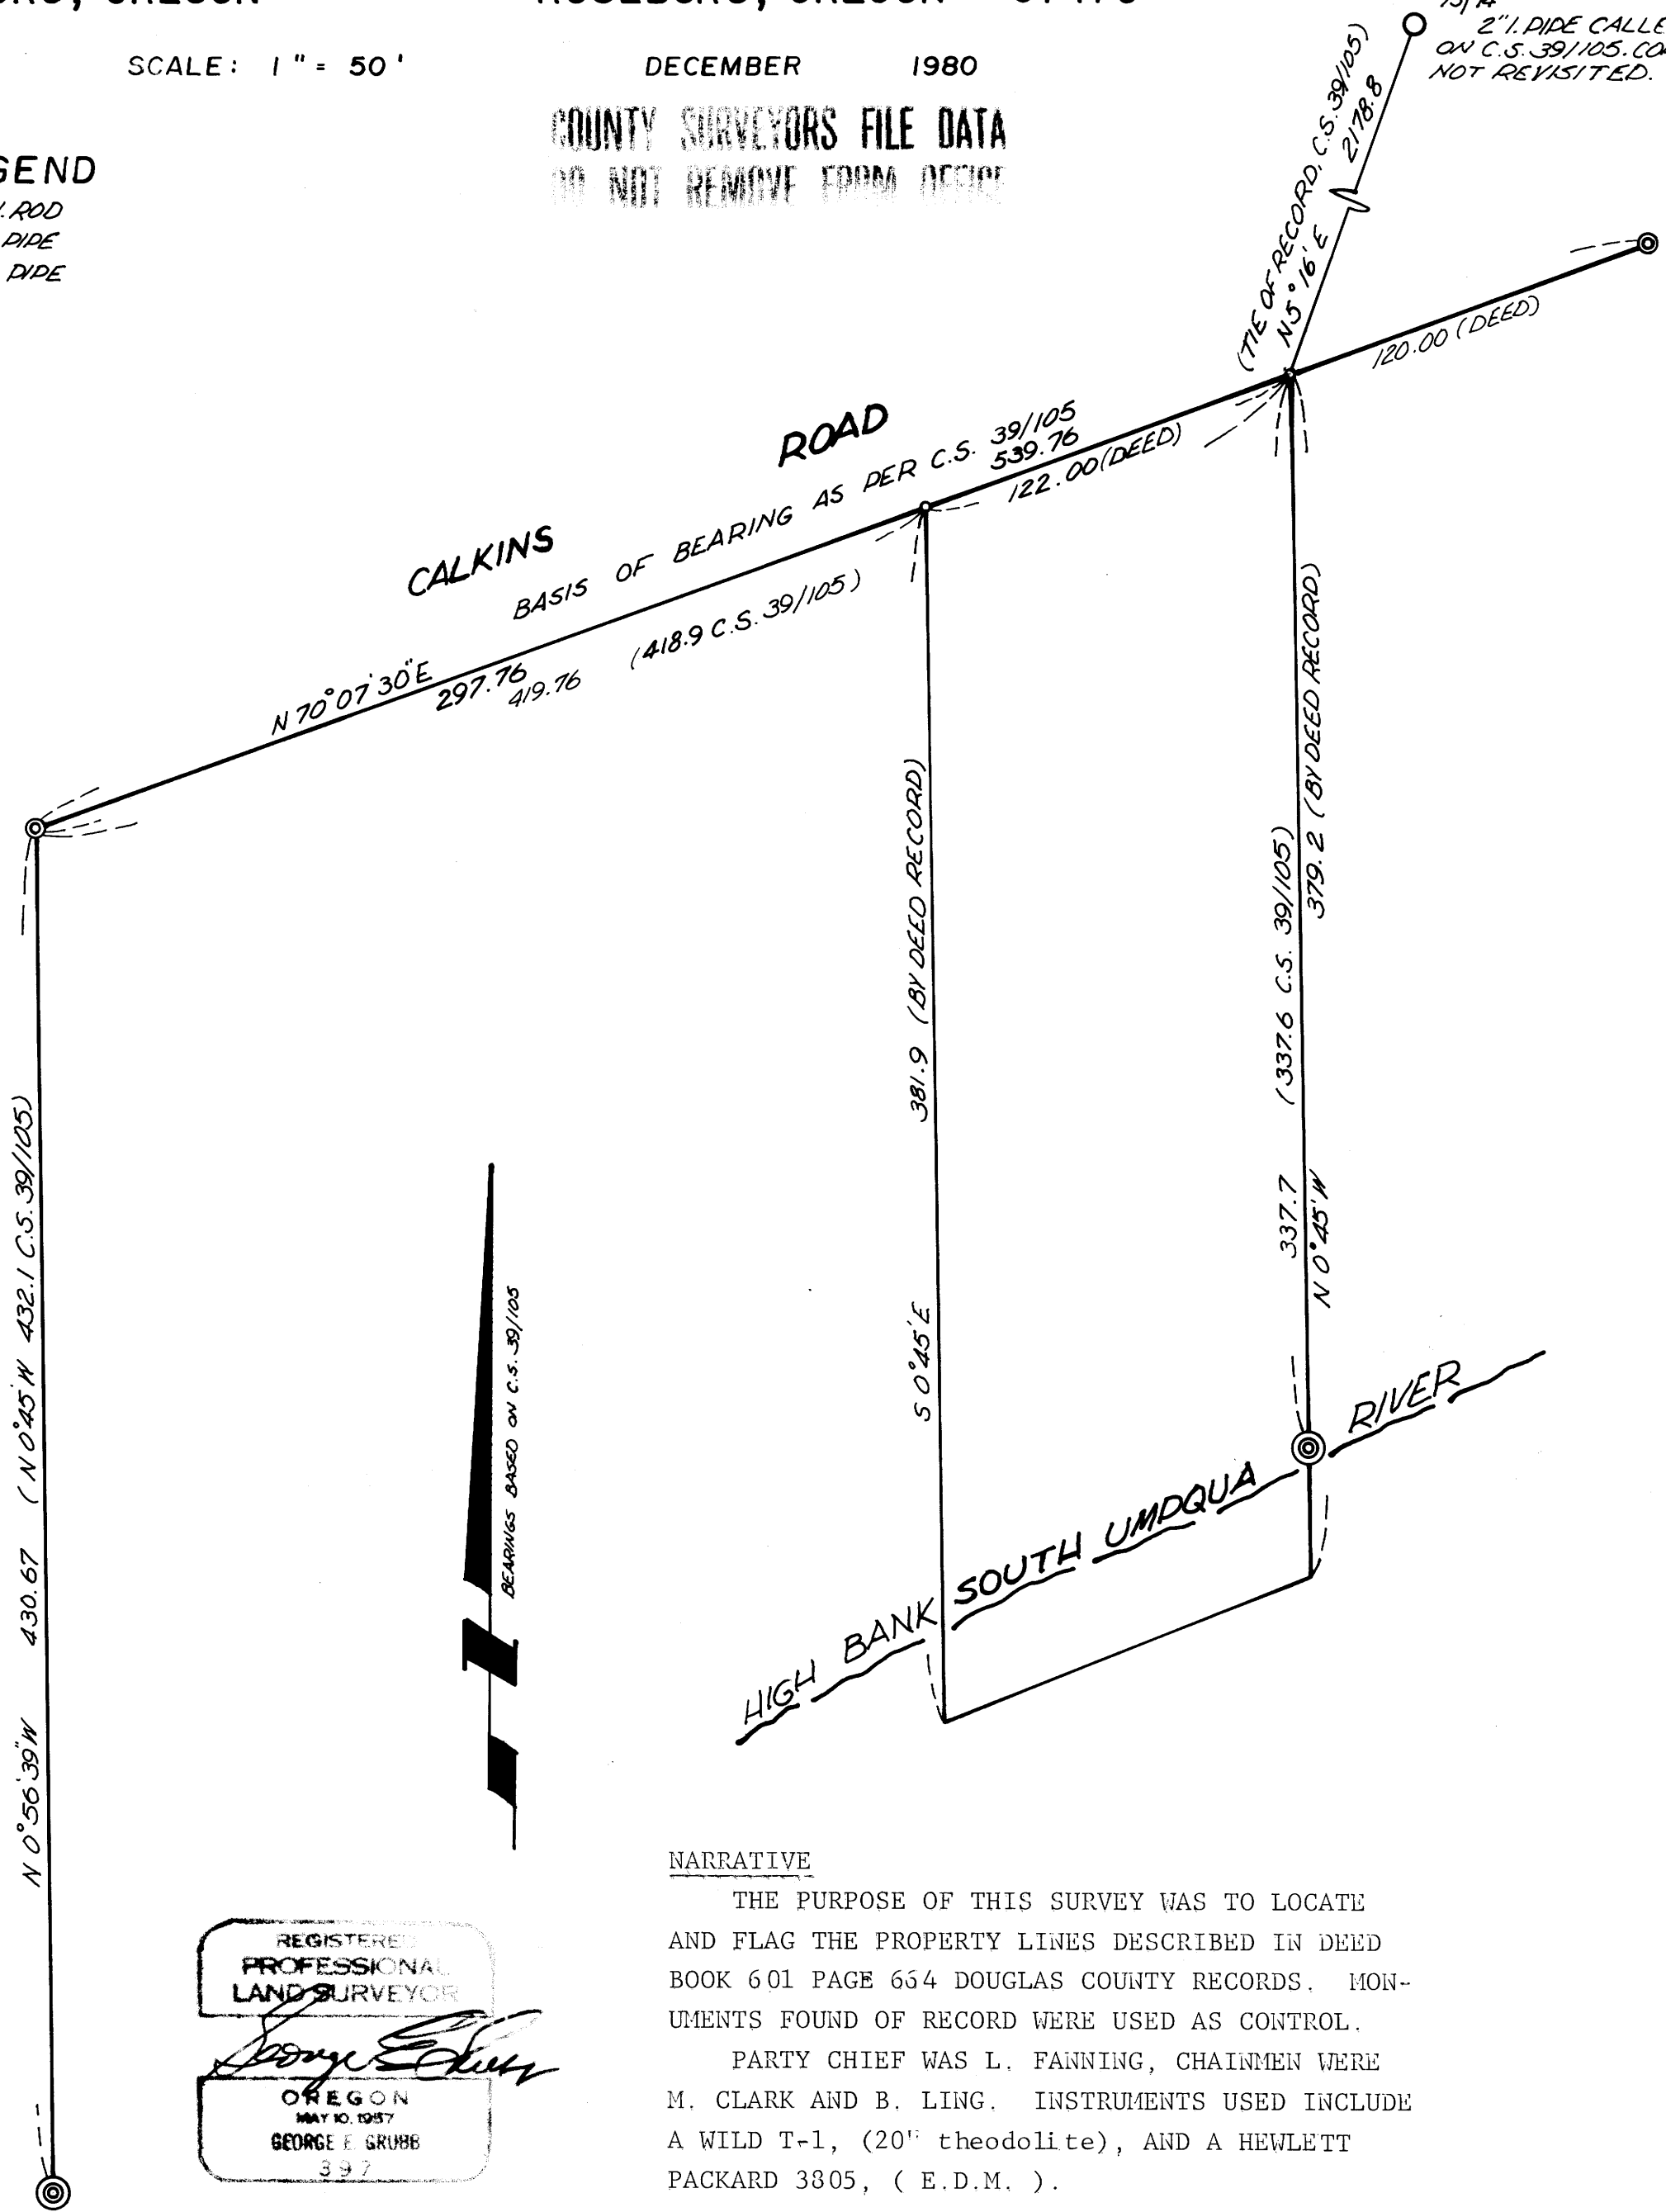 SCALE: 1" = 50'
DECEMBER 1980
COUNTY SURVEYORS FILE DATA
DO NOT REMOVE FROM OFFICE
2" I. PIPE
ON C.S. 39/105.
NOT REVISITED.
ROD
PIPE
PIPE
(TIE OF RECORD, C.S. 39/105)
N 5° 16' E 2178.8
120.00 (DEED)
CALKINS ROAD
BASIS OF BEARING AS PER C.S. 39/105
539.76
122.00 (DEED)
N 70° 07' 30" E
297.76
419.76 (418.9 C.S. 39/105)
N 0° 56' 39" W 430.67 (N 0° 45' W 432.1 C.S. 39/105)
BEARINGS BASED ON C.S. 39/105
S 0° 45' E 381.9 (BY DEED RECORD)
337.7 (337.6 C.S. 39/105)
N 0° 45' W 379.2 (BY DEED RECORD)
HIGH BANK SOUTH UMPQUA RIVER
NARRATIVE
THE PURPOSE OF THIS SURVEY WAS TO LOCATE
AND FLAG THE PROPERTY LINES DESCRIBED IN DEED
BOOK 601 PAGE 664 DOUGLAS COUNTY RECORDS. MON-
UMENTS FOUND OF RECORD WERE USED AS CONTROL.
PARTY CHIEF WAS L. FANNING, CHAINMEN WERE
M. CLARK AND B. LING. INSTRUMENTS USED INCLUDE
A WILD T-1, (20" theodolite), AND A HEWLETT
PACKARD 3805, ( E.D.M. ).
REGISTERED
PROFESSIONAL
LAND SURVEYOR
OREGON
MAY 10, 1957
GEORGE E. GRUBB
397